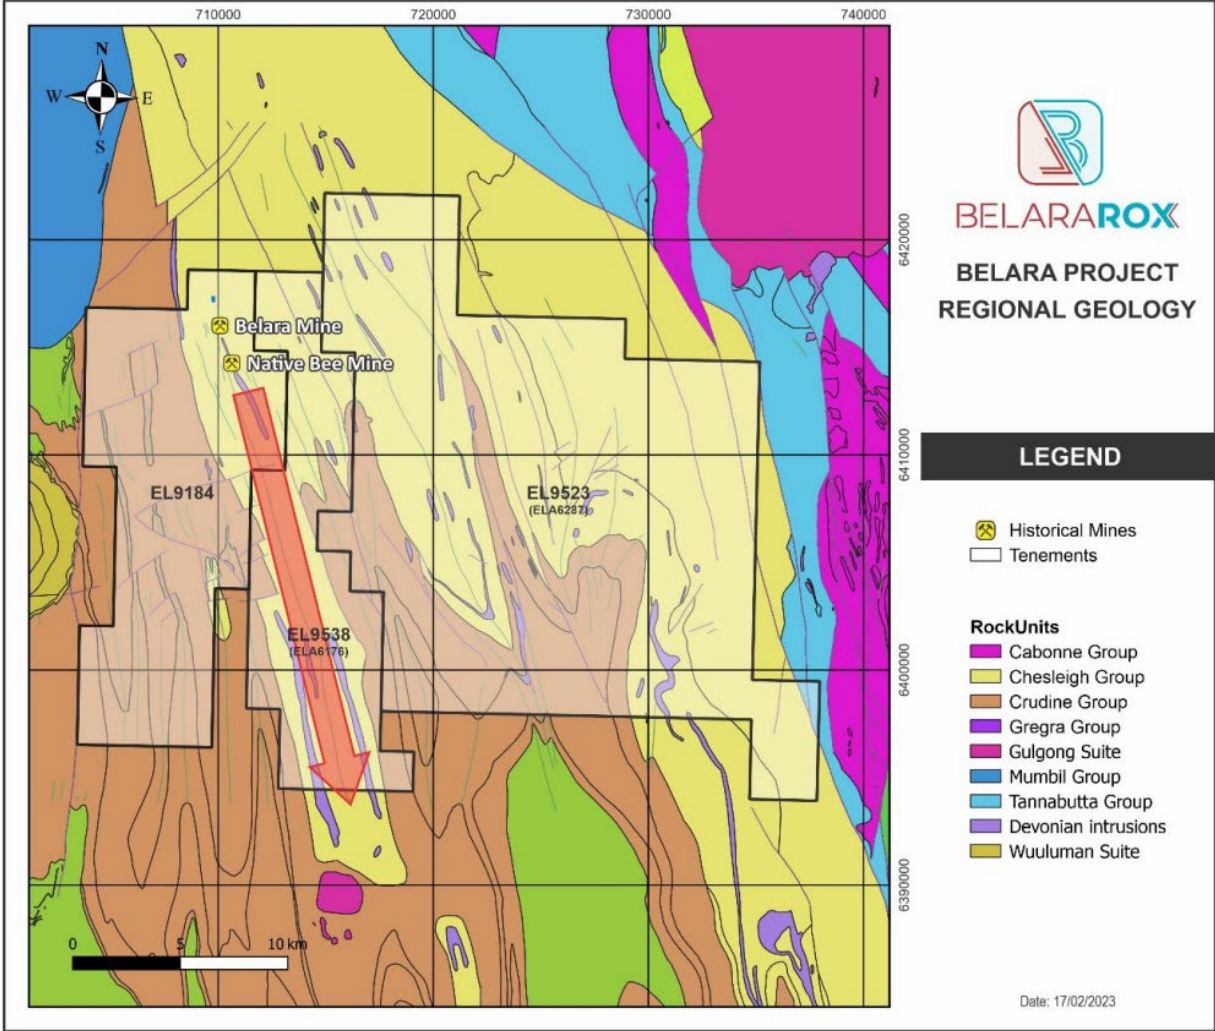 710000
720000
730000
740000
N
W
E
S
6420000
6410000
6400000
6390000
Belara Mine
Native Bee Mine
EL9184
EL9523
(ELA6287)
EL9538
(ELA6176)
0
5
10 km
BELARAROX
BELARA PROJECT
REGIONAL GEOLOGY
LEGEND
Historical Mines
Tenements
RockUnits
Cabonne Group
Chesleigh Group
Crudine Group
Gregra Group
Gulgong Suite
Mumbil Group
Tannabutta Group
Devonian intrusions
Wuuluman Suite
Date: 17/02/2023